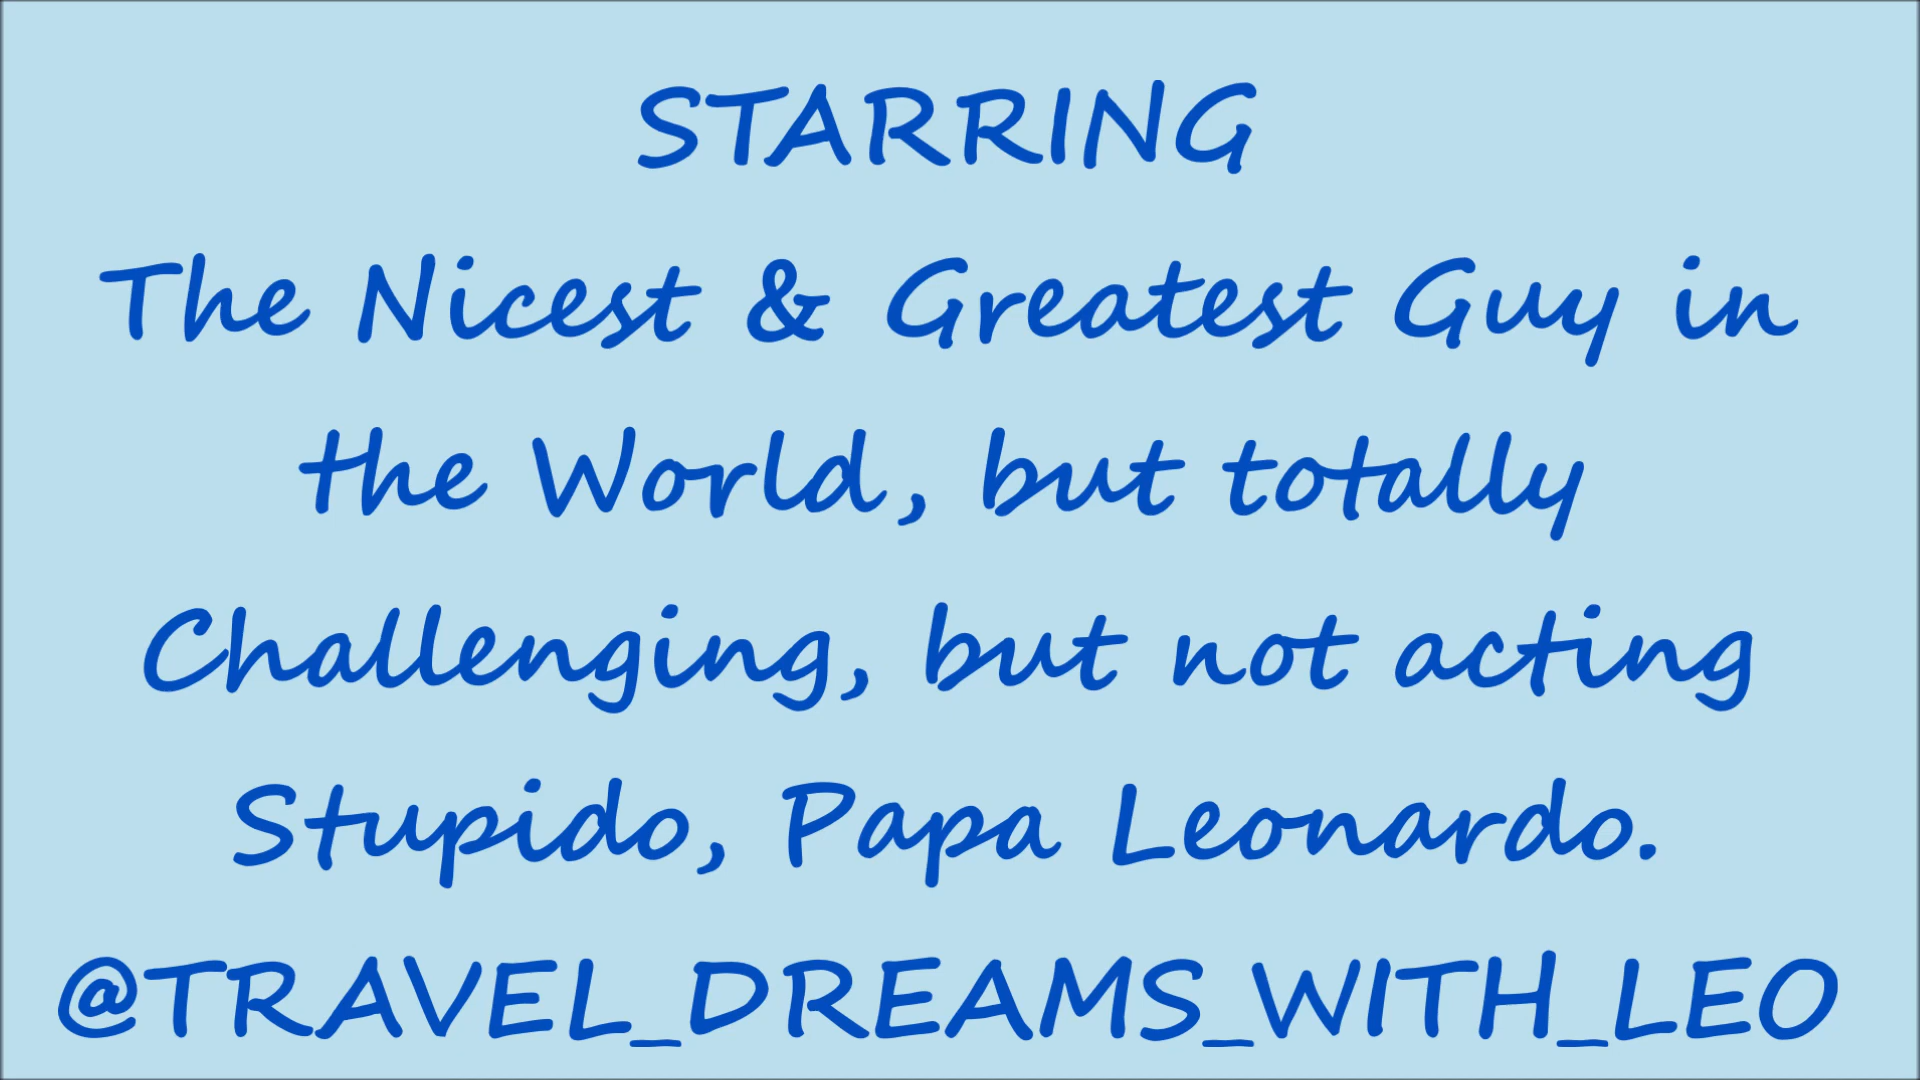 STARRING
The Nicest & Greatest Guy in
the World, but totally
Challenging, but not acting
Stupido, Papa Leonardo.
@TRAVEL_DREAMS_WITH_LEO